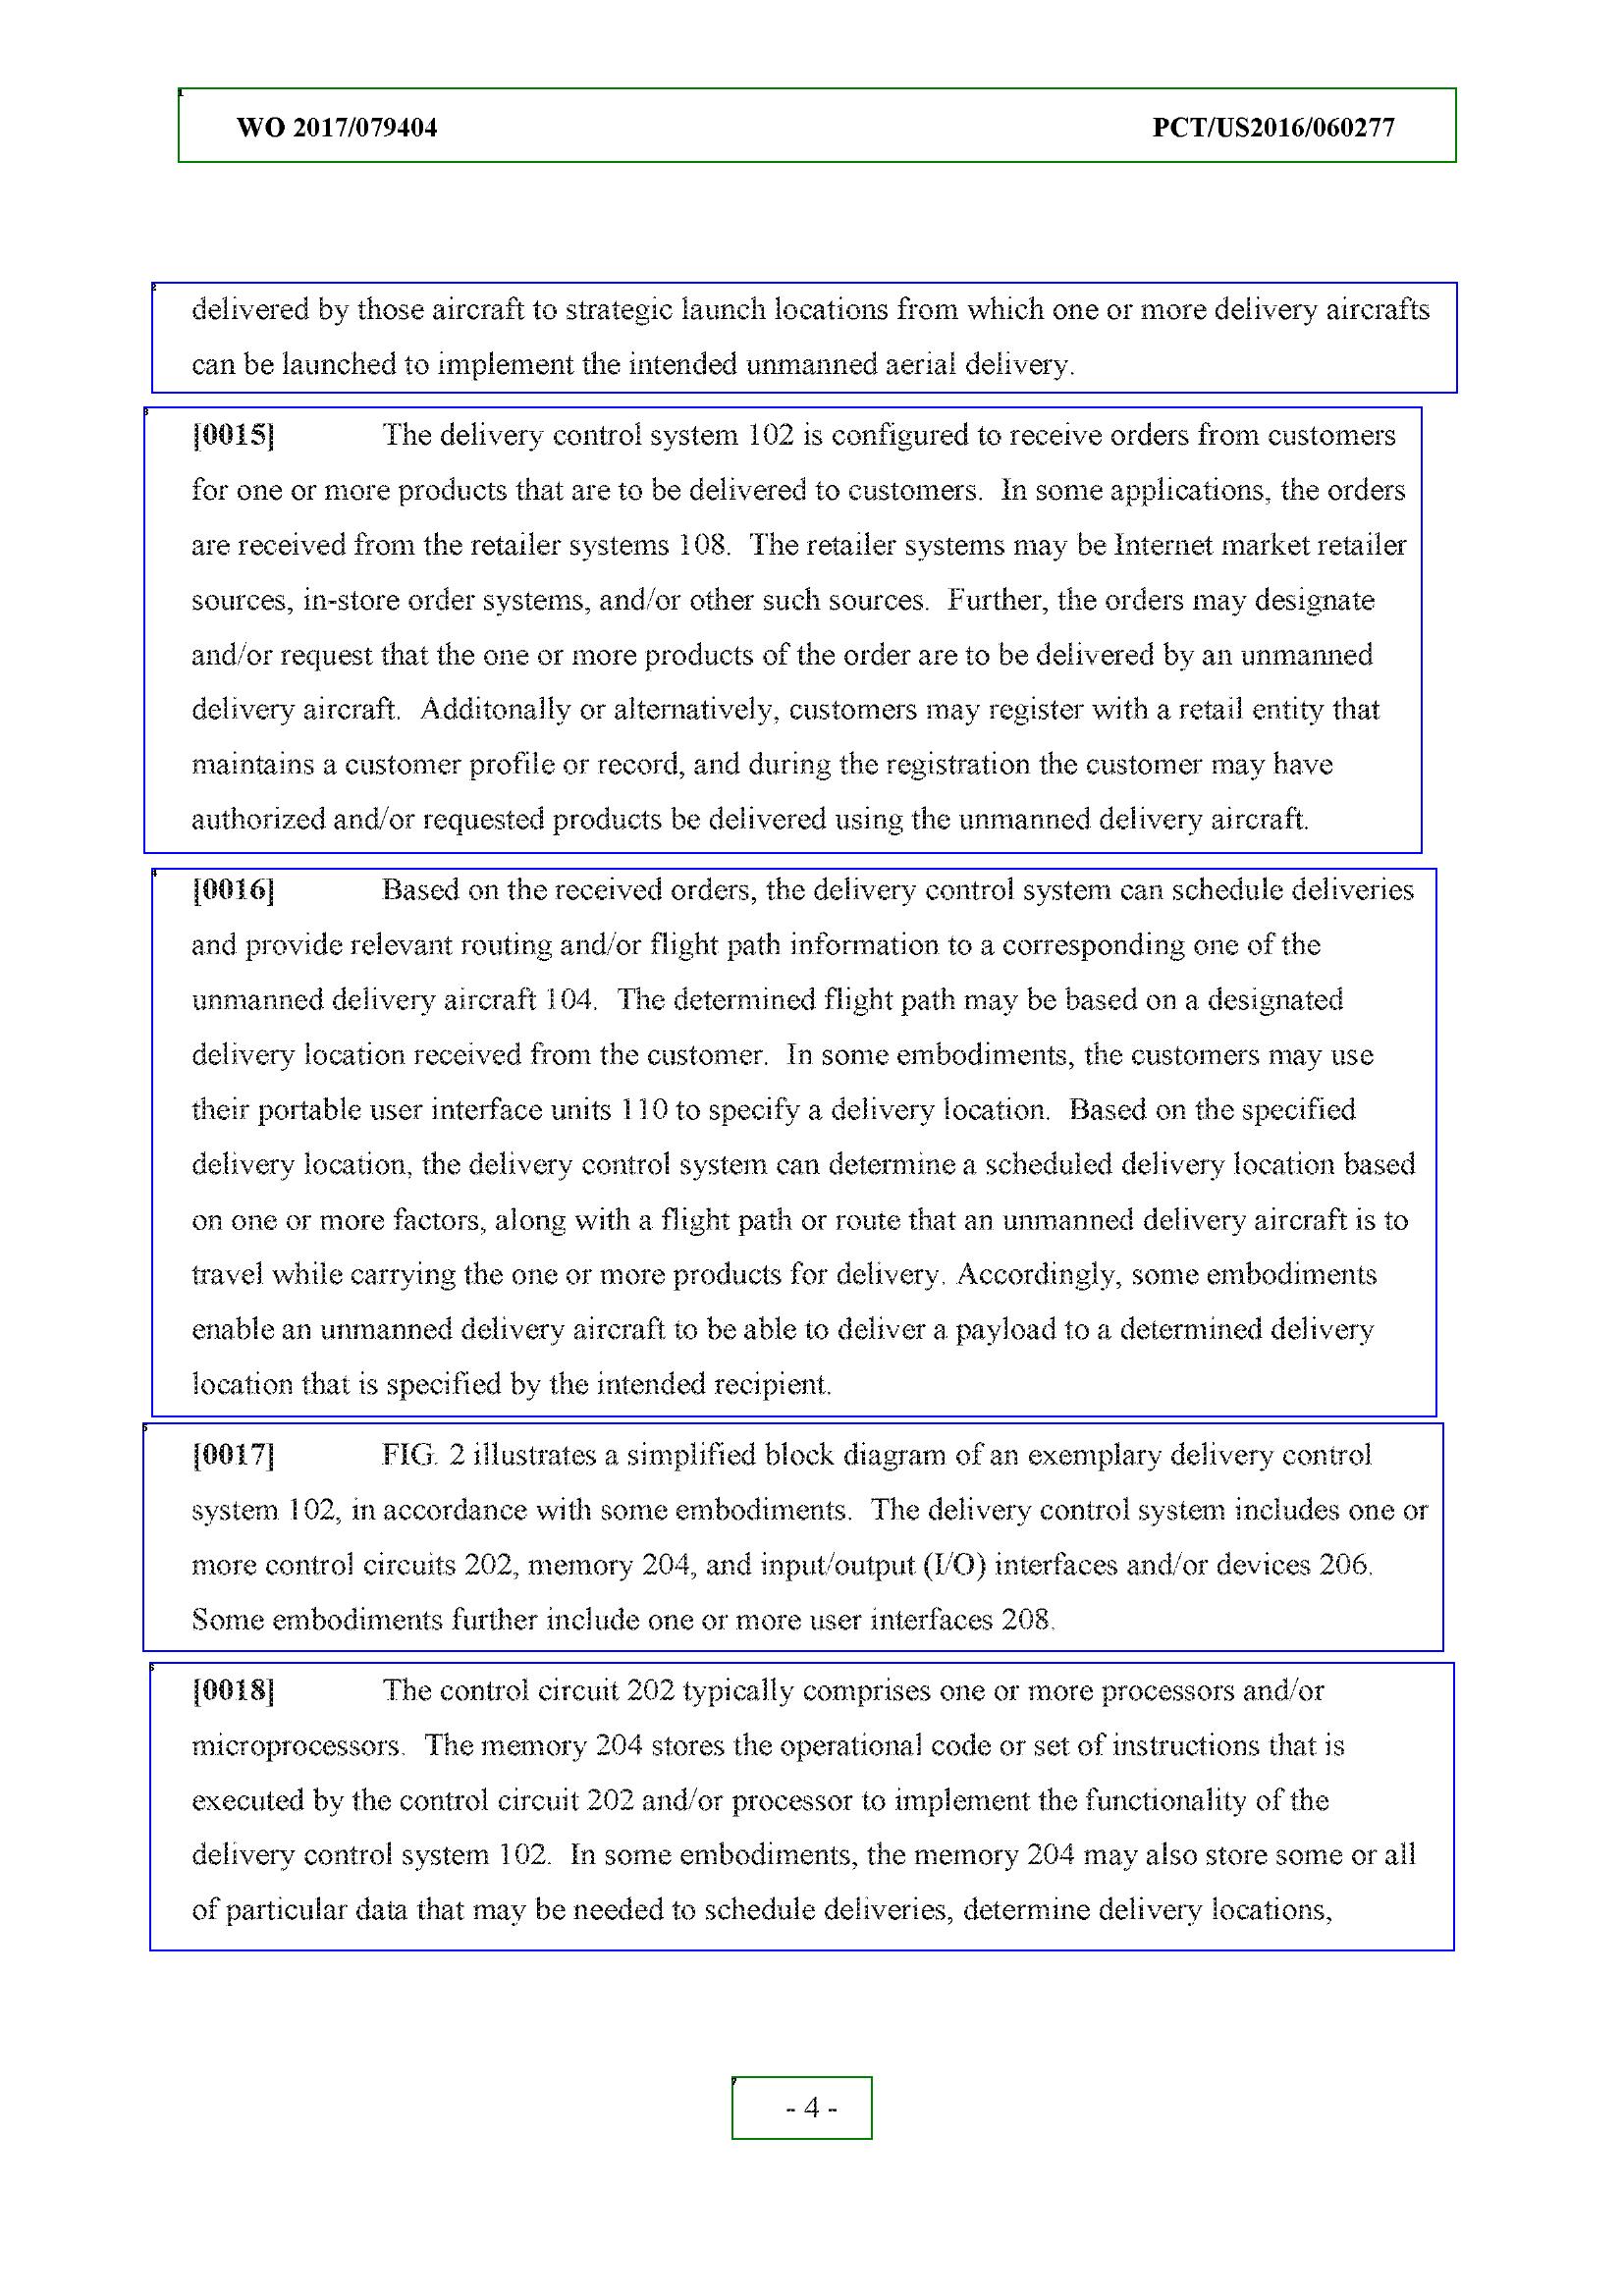 WO 2017/079404 PCT/US2016/060277
delivered by those aircraft to strategic launch locations from which one or more delivery aircrafts
can be launched to implement the intended unmanned aerial delivery.
[0015] The delivery control system 102 is configured to receive orders from customers
for one or more products that are to be delivered to customers. In some applications, the orders
are received from the retailer systems 108. The retailer systems may be Internet market retailer
sources, in-store order systems, and/or other such sources. Further, the orders may designate
and/or request that the one or more products of the order are to be delivered by an unmanned
delivery aircraft. Additonally or alternatively, customers may register with a retail entity that
maintains a customer profile or record, and during the registration the customer may have
authorized and/or requested products be delivered using the unmanned delivery aircraft.
[0016] Based on the received orders, the delivery control system can schedule deliveries
and provide relevant routing and/or flight path information to a corresponding one of the
unmanned delivery aircraft 104. The determined flight path may be based on a designated
delivery location received from the customer. In some embodiments, the customers may use
their portable user interface units 110 to specify a delivery location. Based on the specified
delivery location, the delivery control system can determine a scheduled delivery location based
on one or more factors, along with a flight path or route that an unmanned delivery aircraft is to
travel while carrying the one or more products for delivery. Accordingly, some embodiments
enable an unmanned delivery aircraft to be able to deliver a payload to a determined delivery
location that is specified by the intended recipient.
[0017] FIG. 2 illustrates a simplified block diagram of an exemplary delivery control
system 102, in accordance with some embodiments. The delivery control system includes one or
more control circuits 202, memory 204, and input/output (I/O) interfaces and/or devices 206.
Some embodiments further include one or more user interfaces 208.
[0018] The control circuit 202 typically comprises one or more processors and/or
microprocessors. The memory 204 stores the operational code or set of instructions that is
executed by the control circuit 202 and/or processor to implement the functionality of the
delivery control system 102. In some embodiments, the memory 204 may also store some or all
of particular data that may be needed to schedule deliveries, determine delivery locations,
- 4 -